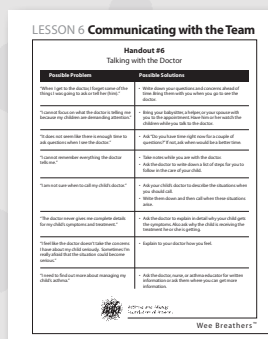 LESSON 6 Communicating with the Team
Handout #6
Talking with the Doctor
Possible Problem
Possible Solutions
"When I get to the doctor, I forget some of the
things I was going to ask or tell her (him)."
• Write down your questions and concerns ahead of
time. Bring them with you when you go to see the
doctor.
"I cannot focus on what the doctor is telling me
because my children are demanding attention"
• Bring your babysitter, a helper, or your spouse with
you to the appointment. Have him or her watch the
children while you talk to the doctor.
"It does not seem like there is enough time to
ask questions when I see the doctor."
• Ask "Do you have time right now for a couple of
questions?" If not, ask when would be a better time.
"I cannot remember everything the doctor
tells me."
• Take notes while you are with the doctor.
• Ask the doctor to write down a list of steps for you to
follow in the care of your child.
"I am not sure when to call my child's doctor."
• Ask your child's doctor to describe the situations when
you should call.
• Write them down and then call when those situations
arise.
"The doctor never gives me complete details
for my child's symptoms and treatment."
• Ask the doctor to explain in detail why your child gets
the symptoms. Also ask why the child is receiving the
treatment he or she is getting.
"I feel like the doctor doesn't take the concerns
I have about my child seriously. Sometimes I'm
really afraid that the situation could become
serious."
• Explain to your doctor how you feel.
"I need to find out more about managing my
child's asthma."
• Ask the doctor, nurse, or asthma educator for written
information or ask them where you can get more
information.
Wee Breathers™